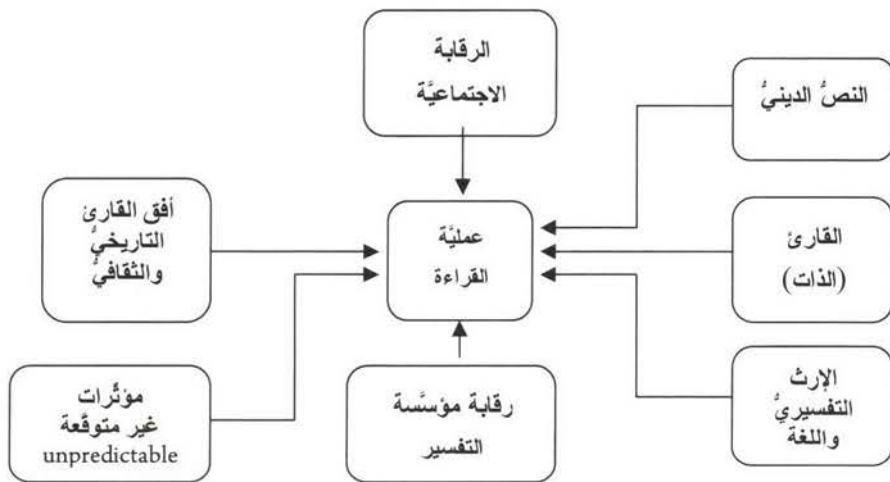 الرقابة
الاجتماعيَّة
النصُّ الدينيُّ
أفق القارئ
التاريخيُّ
والثقافيُّ
عمليَّة
القراءة
القارئ
(الذات)
مؤثِّرات
غير متوقَّعة
unpredictable
رقابة مؤسَّسة
التفسير
الإرث
التفسيريُّ
واللغة